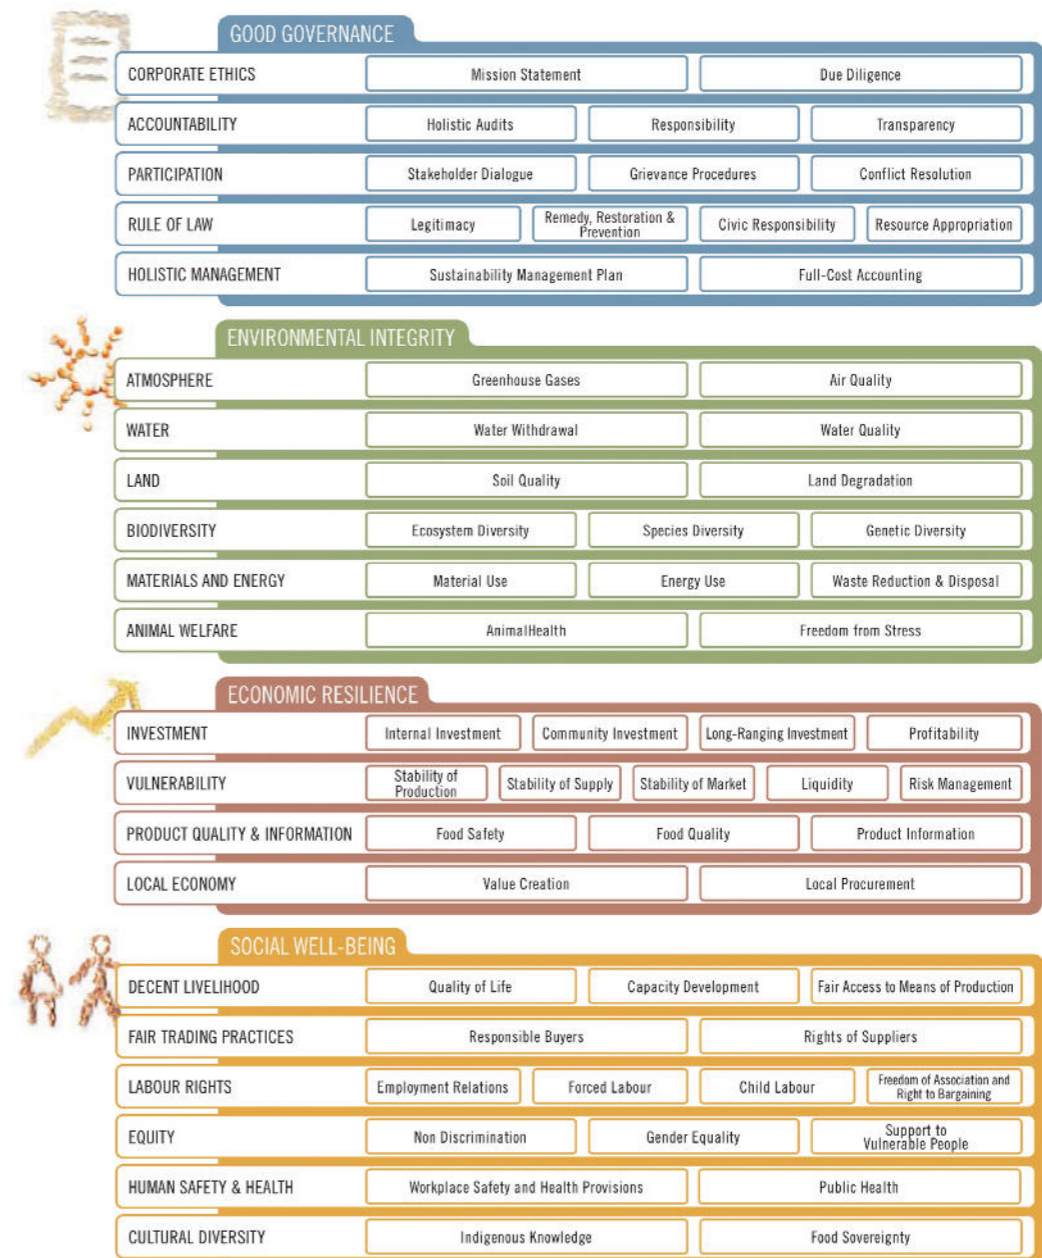 GOOD GOVERNANCE
CORPORATE ETHICS Mission Statement Due Diligence
ACCOUNTABILITY Holistic Audits Responsibility Transparency
PARTICIPATION Stakeholder Dialogue Grievance Procedures Conflict Resolution
RULE OF LAW Legitimacy Remedy, Restoration & Prevention Civic Responsibility Resource Appropriation
HOLISTIC MANAGEMENT Sustainability Management Plan Full-Cost Accounting
ENVIRONMENTAL INTEGRITY
ATMOSPHERE Greenhouse Gases Air Quality
WATER Water Withdrawal Water Quality
LAND Soil Quality Land Degradation
BIODIVERSITY Ecosystem Diversity Species Diversity Genetic Diversity
MATERIALS AND ENERGY Material Use Energy Use Waste Reduction & Disposal
ANIMAL WELFARE AnimalHealth Freedom from Stress
ECONOMIC RESILIENCE
INVESTMENT Internal Investment Community Investment Long-Ranging Investment Profitability
VULNERABILITY Stability of Production Stability of Supply Stability of Market Liquidity Risk Management
PRODUCT QUALITY & INFORMATION Food Safety Food Quality Product Information
LOCAL ECONOMY Value Creation Local Procurement
SOCIAL WELL-BEING
DECENT LIVELIHOOD Quality of Life Capacity Development Fair Access to Means of Production
FAIR TRADING PRACTICES Responsible Buyers Rights of Suppliers
LABOUR RIGHTS Employment Relations Forced Labour Child Labour Freedom of Association and Right to Bargaining
EQUITY Non Discrimination Gender Equality Support to Vulnerable People
HUMAN SAFETY & HEALTH Workplace Safety and Health Provisions Public Health
CULTURAL DIVERSITY Indigenous Knowledge Food Sovereignty